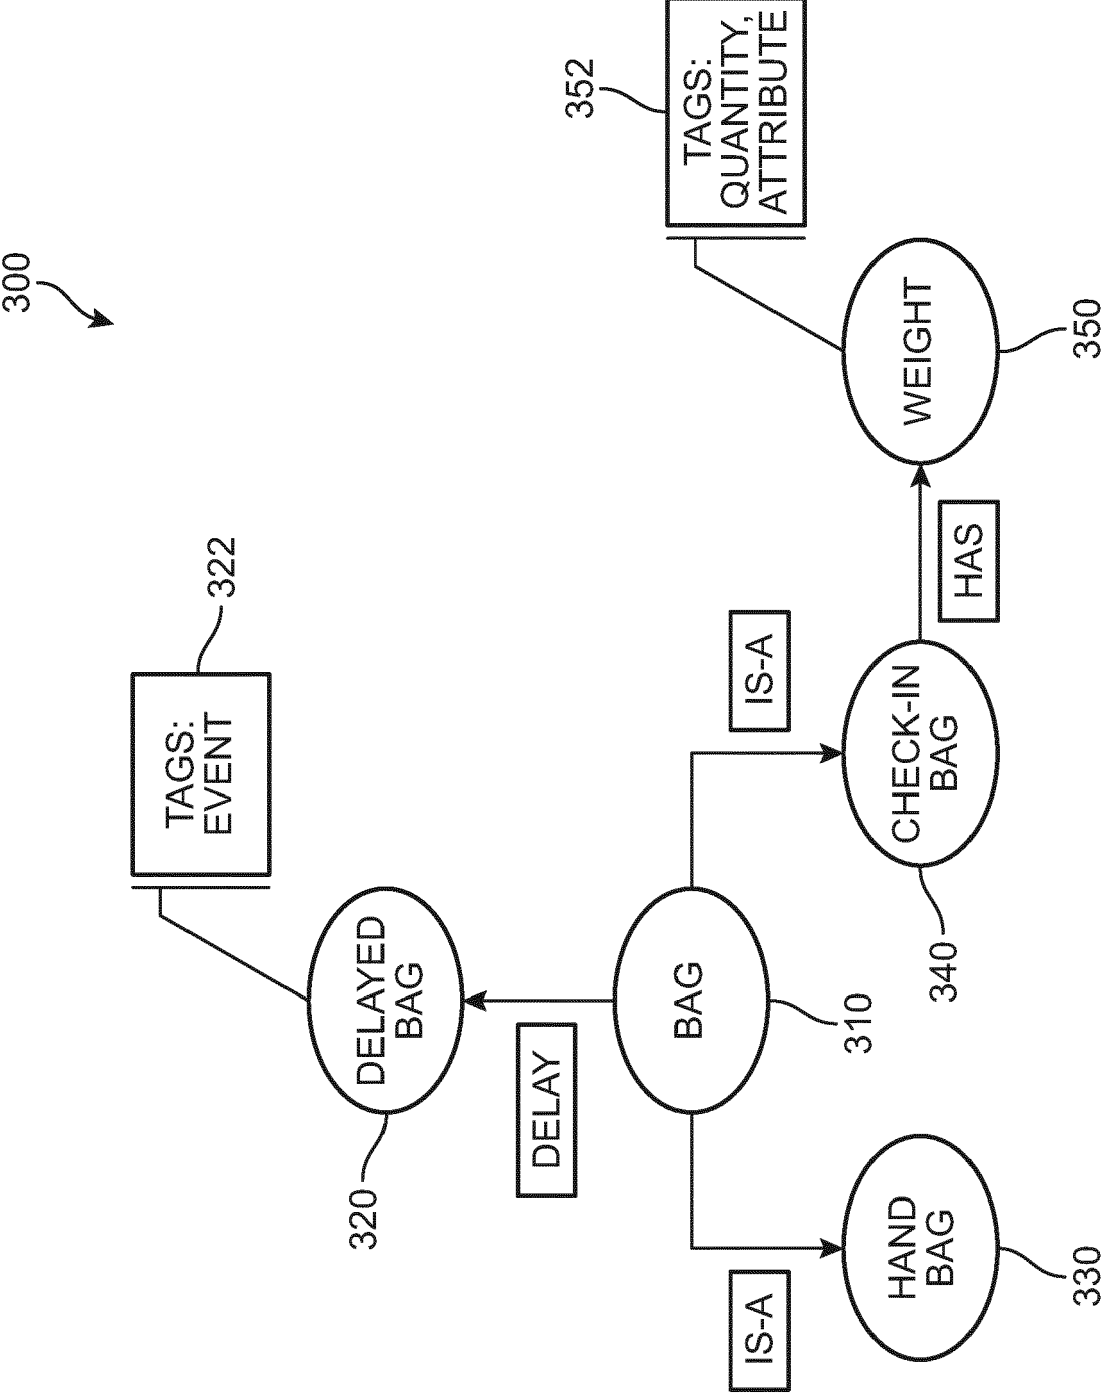 300
TAGS:
EVENT
322
DELAYED
BAG
320
DELAY
TAGS:
QUANTITY,
ATTRIBUTE
352
BAG
310
IS-A
IS-A
HAND
BAG
330
CHECK-IN
BAG
340
HAS
WEIGHT
350